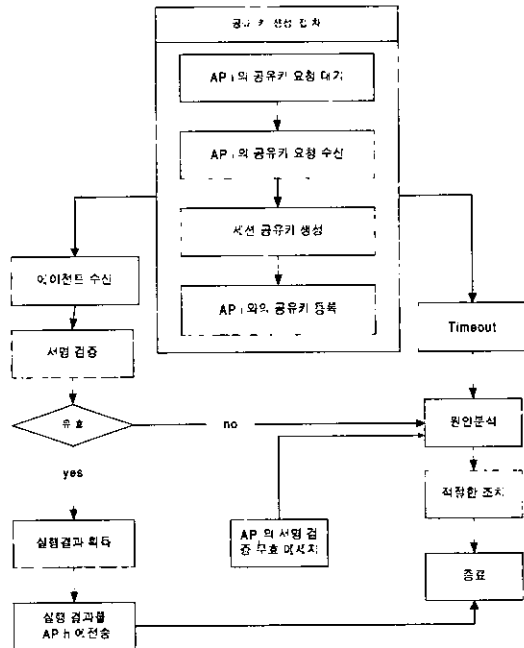 공유키 생성 절차
AP i 의 공유키 요청 대기
AP i 의 공유키 요청 수신
세션 공유키 생성
AP i 와의 공유키 등록
에이전트 수신
서명 검증
Timeout
유효
no
원인분석
yes
적정한 조치
실행결과 획득
AP 의 서명 검
증 무효 메세지
종료
실행 결과를
AP h 에 전송